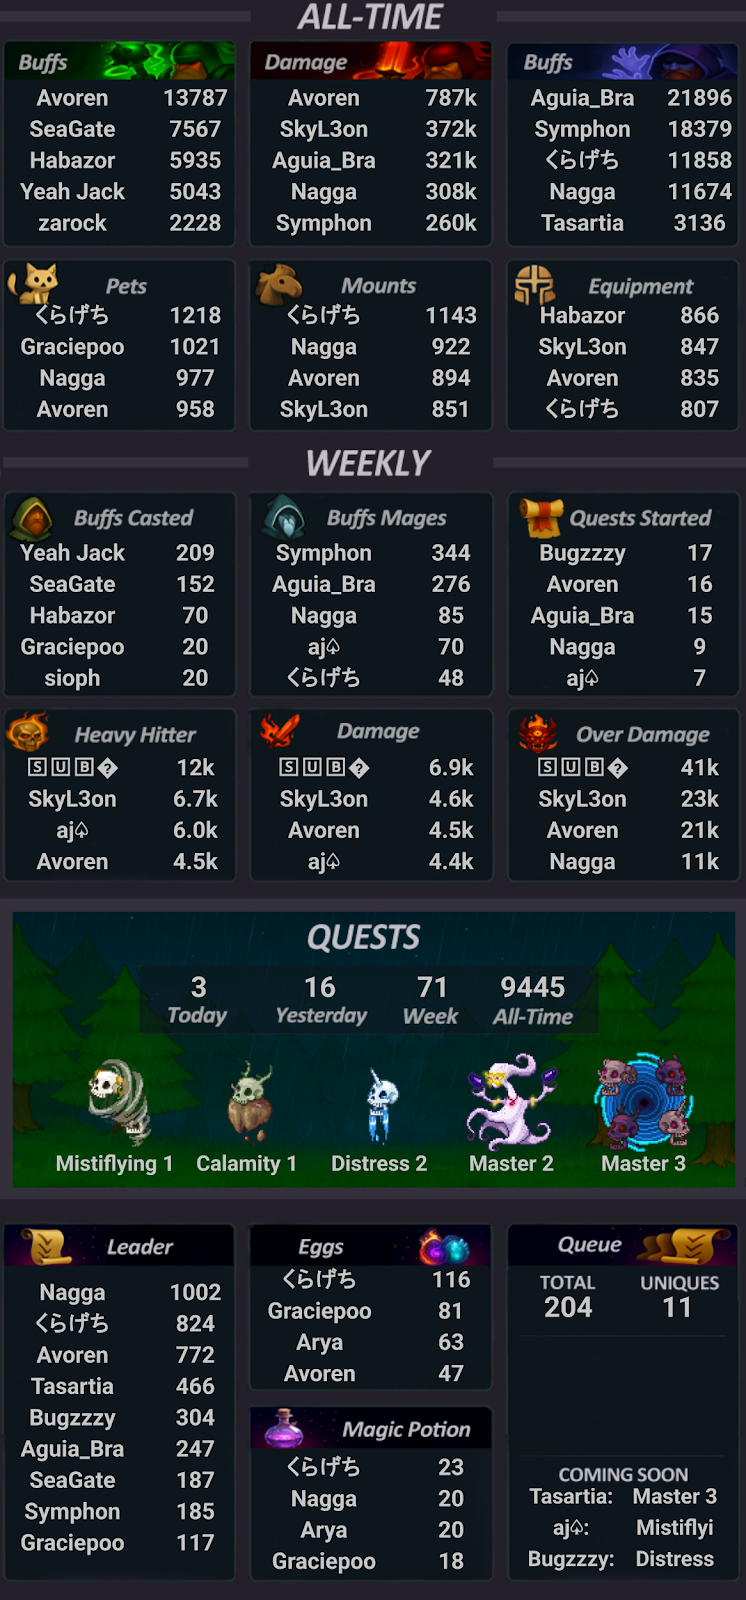 ALL-TIME
Buffs
Avoren 13787
SeaGate 7567
Habazor 5935
Yeah Jack 5043
zarock 2228
Damage
Avoren 787k
SkyL3on 372k
Aguia_Bra 321k
Nagga 308k
Symphon 260k
Buffs
Aguia_Bra 21896
Symphon 18379
くらげち 11858
Nagga 11674
Tasartia 3136
Pets
くらげち 1218
Graciepoo 1021
Nagga 977
Avoren 958
Mounts
くらげち 1143
Nagga 922
Avoren 894
SkyL3on 851
Equipment
Habazor 866
SkyL3on 847
Avoren 835
くらげち 807
WEEKLY
Buffs Casted
Yeah Jack 209
SeaGate 152
Habazor 70
Graciepoo 20
sioph 20
Buffs Mages
Symphon 344
Aguia_Bra 276
Nagga 85
aj♤ 70
くらげち 48
Quests Started
Bugzzzy 17
Avoren 16
Aguia_Bra 15
Nagga 9
aj♤ 7
Heavy Hitter
🅂🅄🄱� 12k
SkyL3on 6.7k
aj♤ 6.0k
Avoren 4.5k
Damage
🅂🅄🄱� 6.9k
SkyL3on 4.6k
Avoren 4.5k
aj♤ 4.4k
Over Damage
🅂🅄🄱� 41k
SkyL3on 23k
Avoren 21k
Nagga 11k
QUESTS
3 16 71 9445
Today Yesterday Week All-Time
Mistiflying 1 Calamity 1 Distress 2 Master 2 Master 3
Leader
Nagga 1002
くらげち 824
Avoren 772
Tasartia 466
Bugzzzy 304
Aguia_Bra 247
SeaGate 187
Symphon 185
Graciepoo 117
Eggs
くらげち 116
Graciepoo 81
Arya 63
Avoren 47
Magic Potion
くらげち 23
Nagga 20
Arya 20
Graciepoo 18
Queue
TOTAL UNIQUES
204 11
COMING SOON
Tasartia: Master 3
aj♤: Mistiflyi
Bugzzzy: Distress